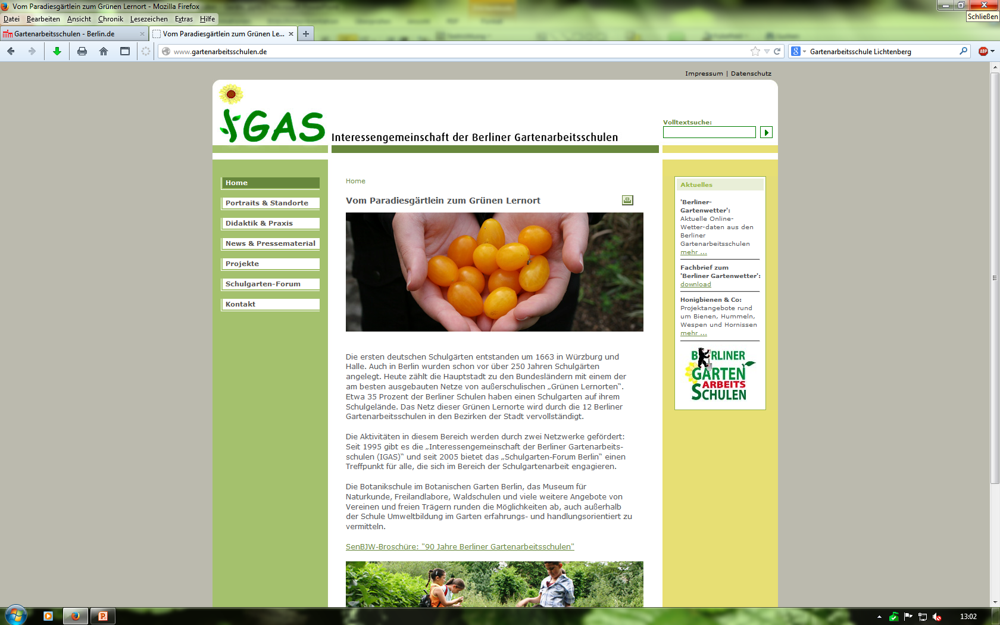 Vom Paradiesgärtlein zum Grünen Lernort - Mozilla Firefox
Schließen
Datei Bearbeiten Ansicht Chronik Lesezeichen Extras Hilfe
Gartenarbeitsschulen - Berlin.de
Vom Paradiesgärtlein zum Grünen Le...
www.gartenarbeitsschulen.de
Gartenarbeitsschule Lichtenberg
ABP
Impressum | Datenschutz
IGAS
Interessengemeinschaft der Berliner Gartenarbeitsschulen
Volltextsuche:
Home
Portraits & Standorte
Didaktik & Praxis
News & Pressematerial
Projekte
Schulgarten-Forum
Kontakt
Home
Vom Paradiesgärtlein zum Grünen Lernort
Die ersten deutschen Schulgärten entstanden um 1663 in Würzburg und
Halle. Auch in Berlin wurden schon vor über 250 Jahren Schulgärten
angelegt. Heute zählt die Hauptstadt zu den Bundesländern mit einem der
am besten ausgebauten Netze von außerschulischen „Grünen Lernorten“.
Etwa 35 Prozent der Berliner Schulen haben einen Schulgarten auf ihrem
Schulgelände. Das Netz dieser Grünen Lernorte wird durch die 12 Berliner
Gartenarbeitsschulen in den Bezirken der Stadt vervollständigt.
Die Aktivitäten in diesem Bereich werden durch zwei Netzwerke gefördert:
Seit 1995 gibt es die „Interessengemeinschaft der Berliner Gartenarbeits-
schulen (IGAS)“ und seit 2005 bietet das „Schulgarten-Forum Berlin“ einen
Treffpunkt für alle, die sich im Bereich der Schulgartenarbeit engagieren.
Die Botanikschule im Botanischen Garten Berlin, das Museum für
Naturkunde, Freilandlabore, Waldschulen und viele weitere Angebote von
Vereinen und freien Trägern runden die Möglichkeiten ab, auch außerhalb
der Schule Umweltbildung im Garten erfahrungs- und handlungsorientiert zu
vermitteln.
SenBJW-Broschüre: "90 Jahre Berliner Gartenarbeitsschulen"
Aktuelles
'Berliner-
Gartenwetter':
Aktuelle Online-
Wetter-daten aus den
Berliner
Gartenarbeitsschulen
mehr ...
Fachbrief zum
'Berliner Gartenwetter':
download
Honigbienen & Co:
Projektangebote rund
um Bienen, Hummeln,
Wespen und Hornissen
mehr ...
BERLINER
GARTEN
ARBEITS
SCHULEN
13:02